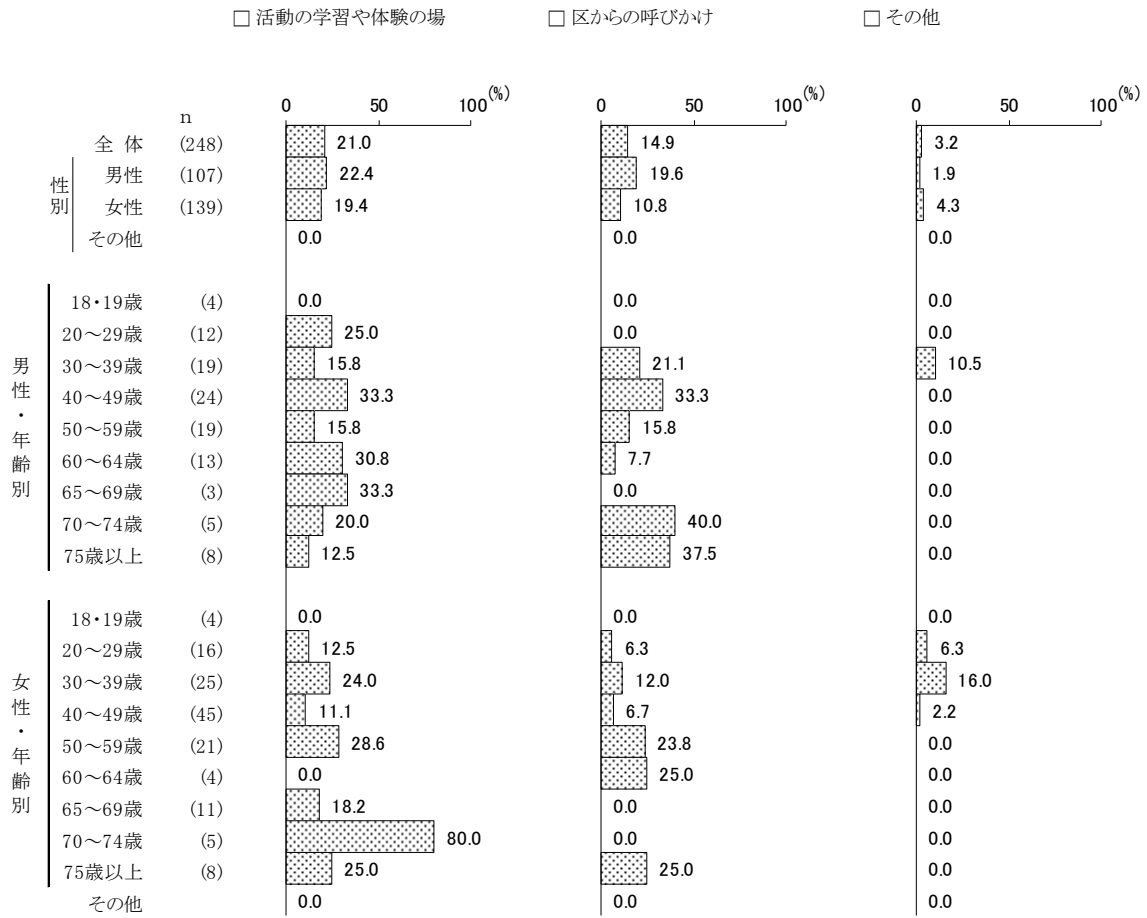 □ 活動の学習や体験の場 □ 区からの呼びかけ □ その他
0 50 100(%) 0 50 100(%) 0 50 100(%)
n
全 体 (248) 21.0 14.9 3.2
性別
男性 (107) 22.4 19.6 1.9
女性 (139) 19.4 10.8 4.3
その他 0.0 0.0 0.0
男性・年齢別
18・19歳 (4) 0.0 0.0 0.0
20～29歳 (12) 25.0 0.0 0.0
30～39歳 (19) 15.8 21.1 10.5
40～49歳 (24) 33.3 33.3 0.0
50～59歳 (19) 15.8 15.8 0.0
60～64歳 (13) 30.8 7.7 0.0
65～69歳 (3) 33.3 0.0 0.0
70～74歳 (5) 20.0 40.0 0.0
75歳以上 (8) 12.5 37.5 0.0
女性・年齢別
18・19歳 (4) 0.0 0.0 0.0
20～29歳 (16) 12.5 6.3 6.3
30～39歳 (25) 24.0 12.0 16.0
40～49歳 (45) 11.1 6.7 2.2
50～59歳 (21) 28.6 23.8 0.0
60～64歳 (4) 0.0 25.0 0.0
65～69歳 (11) 18.2 0.0 0.0
70～74歳 (5) 80.0 0.0 0.0
75歳以上 (8) 25.0 25.0 0.0
その他 0.0 0.0 0.0